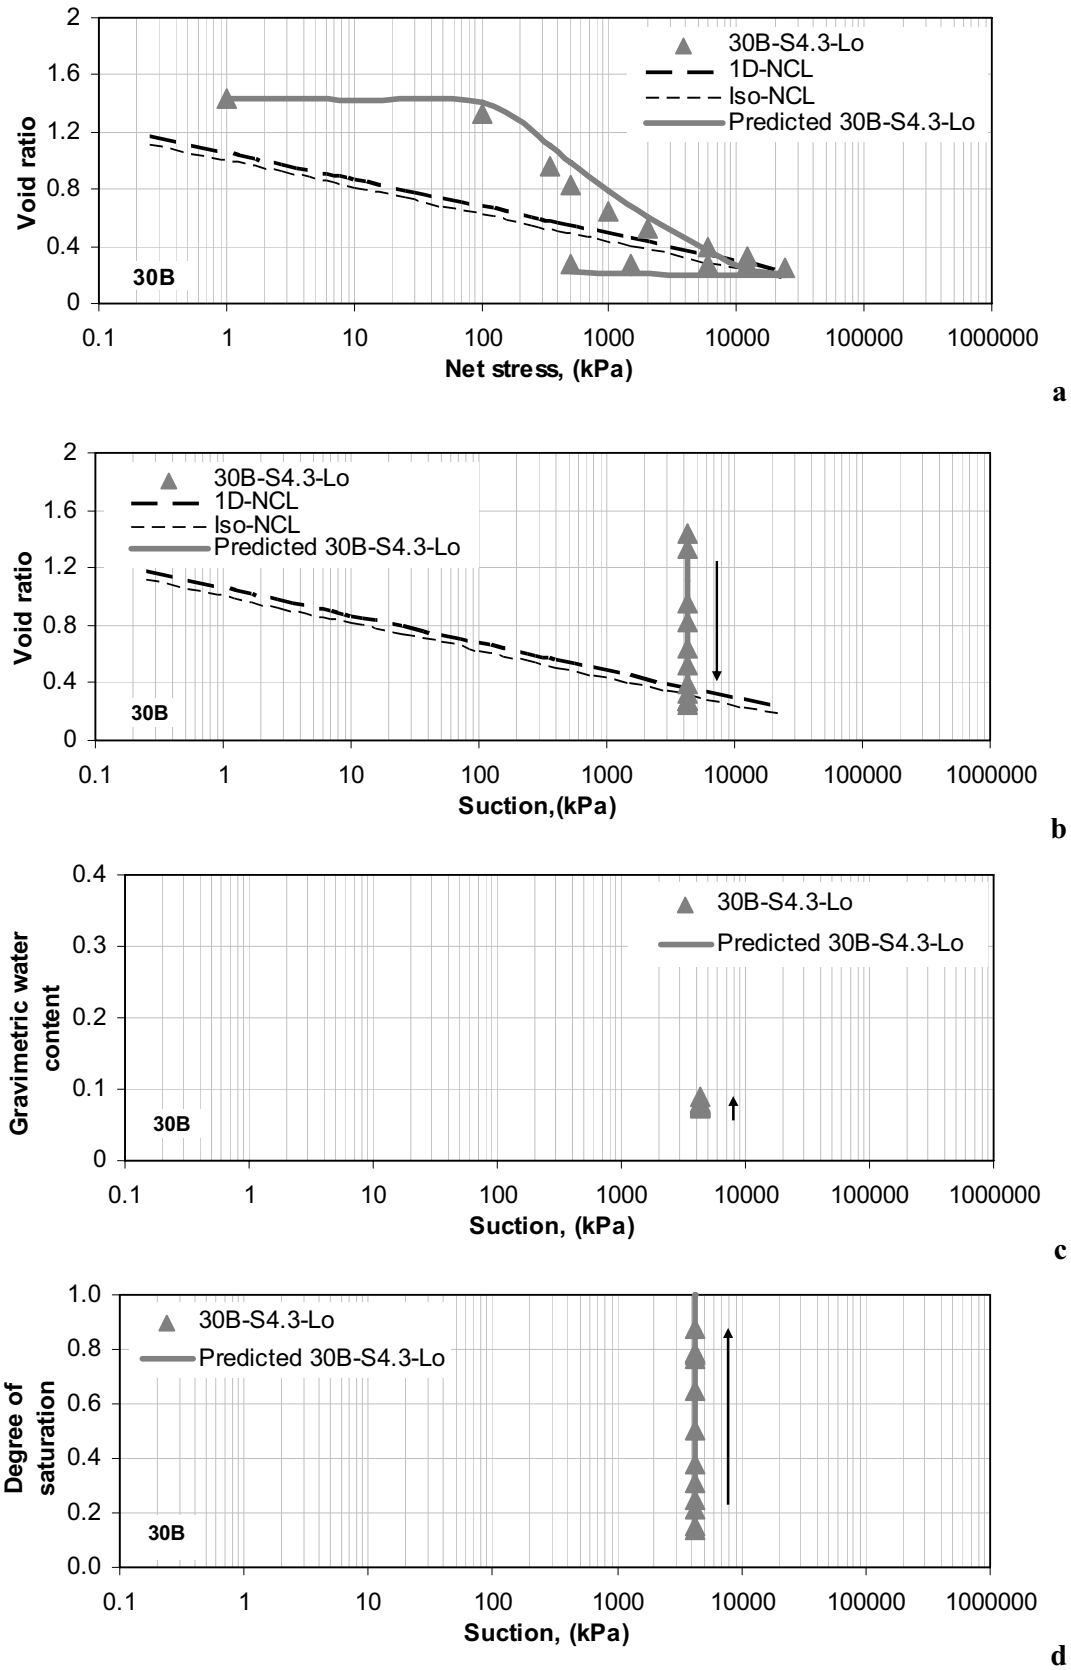 2
1.6
1.2
0.8
0.4
0
Void ratio
30B-S4.3-Lo
1D-NCL
Iso-NCL
Predicted 30B-S4.3-Lo
30B
0.1 1 10 100 1000 10000 100000 1000000
Net stress, (kPa)
a
2
1.6
1.2
0.8
0.4
0
Void ratio
30B-S4.3-Lo
1D-NCL
Iso-NCL
Predicted 30B-S4.3-Lo
30B
0.1 1 10 100 1000 10000 100000 1000000
Suction,(kPa)
b
0.4
0.3
0.2
0.1
0
Gravimetric water
content
30B-S4.3-Lo
Predicted 30B-S4.3-Lo
30B
0.1 1 10 100 1000 10000 100000 1000000
Suction, (kPa)
c
1.0
0.8
0.6
0.4
0.2
0.0
Degree of
saturation
30B-S4.3-Lo
Predicted 30B-S4.3-Lo
30B
0.1 1 10 100 1000 10000 100000 1000000
Suction, (kPa)
d